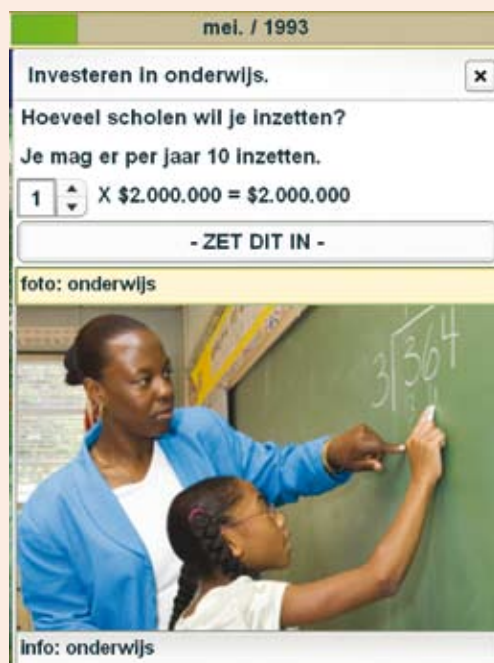 mei. / 1993
Investeren in onderwijs.
x
Hoeveel scholen wil je inzetten?
Je mag er per jaar 10 inzetten.
1 X $2.000.000 = $2.000.000
- ZET DIT IN -
foto: onderwijs
3 364
info: onderwijs